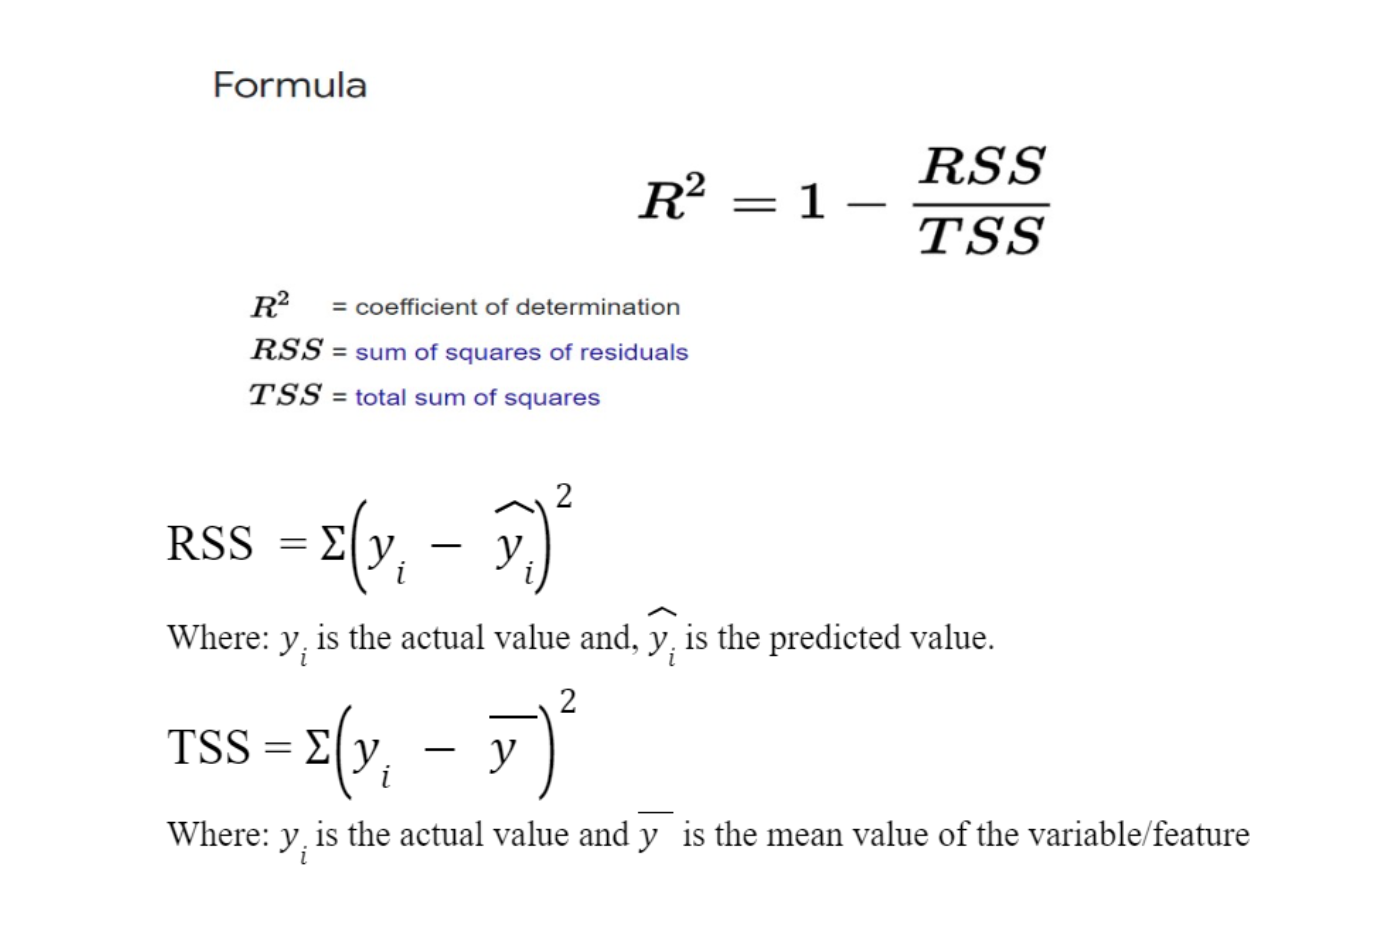 Formula
R² = 1 − RSS/TSS
R² = coefficient of determination
RSS = sum of squares of residuals
TSS = total sum of squares
RSS = Σ(yᵢ − ŷᵢ)²
Where: yᵢ is the actual value and, ŷᵢ is the predicted value.
TSS = Σ(yᵢ − ȳ)²
Where: yᵢ is the actual value and ȳ is the mean value of the variable/feature